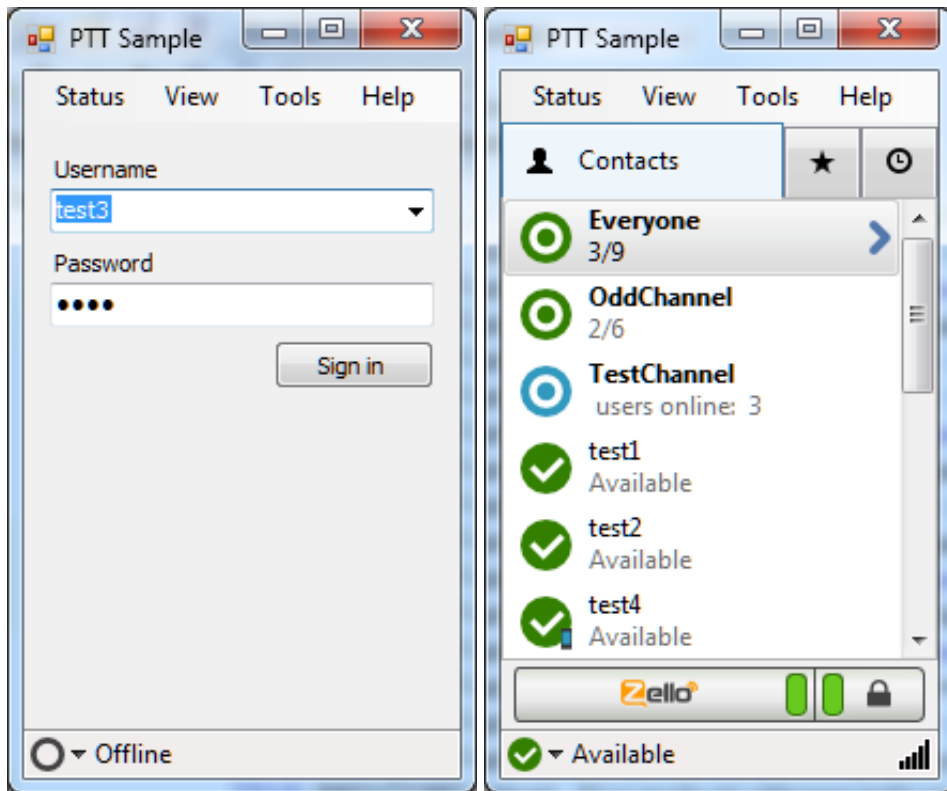 PTT Sample
Status View Tools Help
Username
test3
Password
Sign in
Offline
PTT Sample
Status View Tools Help
Contacts
Everyone
3/9
OddChannel
2/6
TestChannel
users online: 3
test1
Available
test2
Available
test4
Available
Zello
Available